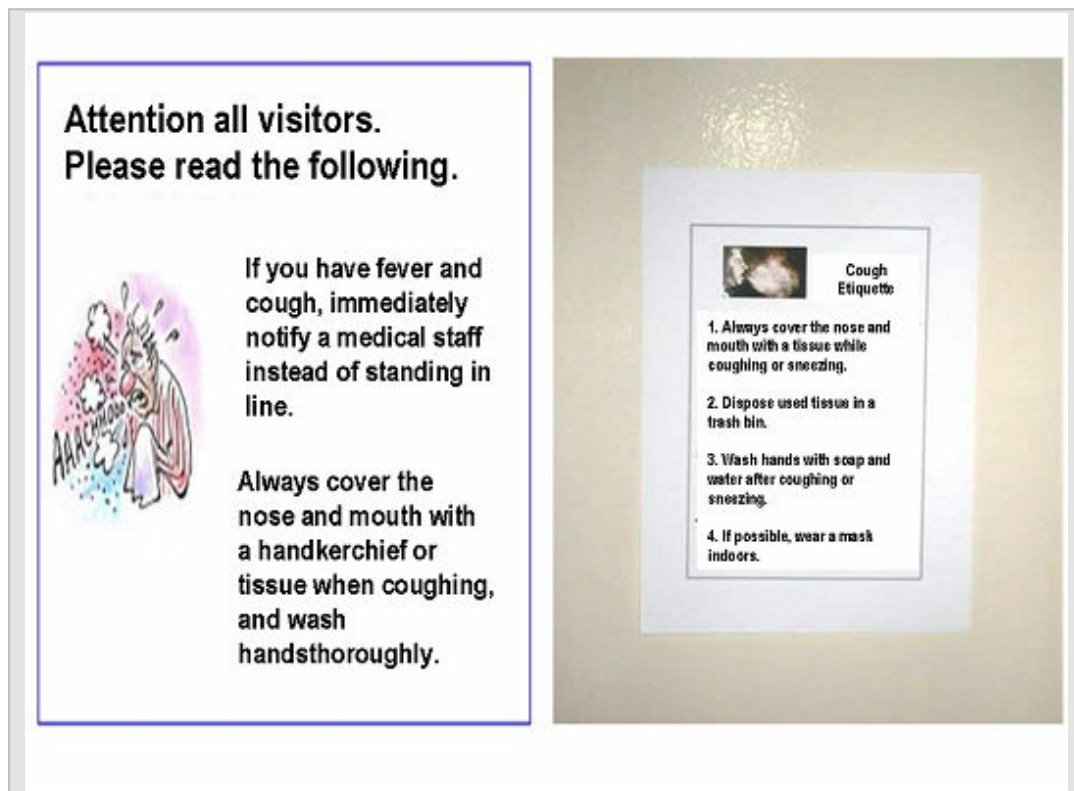 Attention all visitors.
Please read the following.
If you have fever and
cough, immediately
notify a medical staff
instead of standing in
line.
AAACHHOOO
Always cover the
nose and mouth with
a handkerchief or
tissue when coughing,
and wash
handsthoroughly.
Cough
Etiquette
1. Always cover the nose and
mouth with a tissue while
coughing or sneezing.
2. Dispose used tissue in a
trash bin.
3. Wash hands with soap and
water after coughing or
sneezing.
4. If possible, wear a mask
indoors.